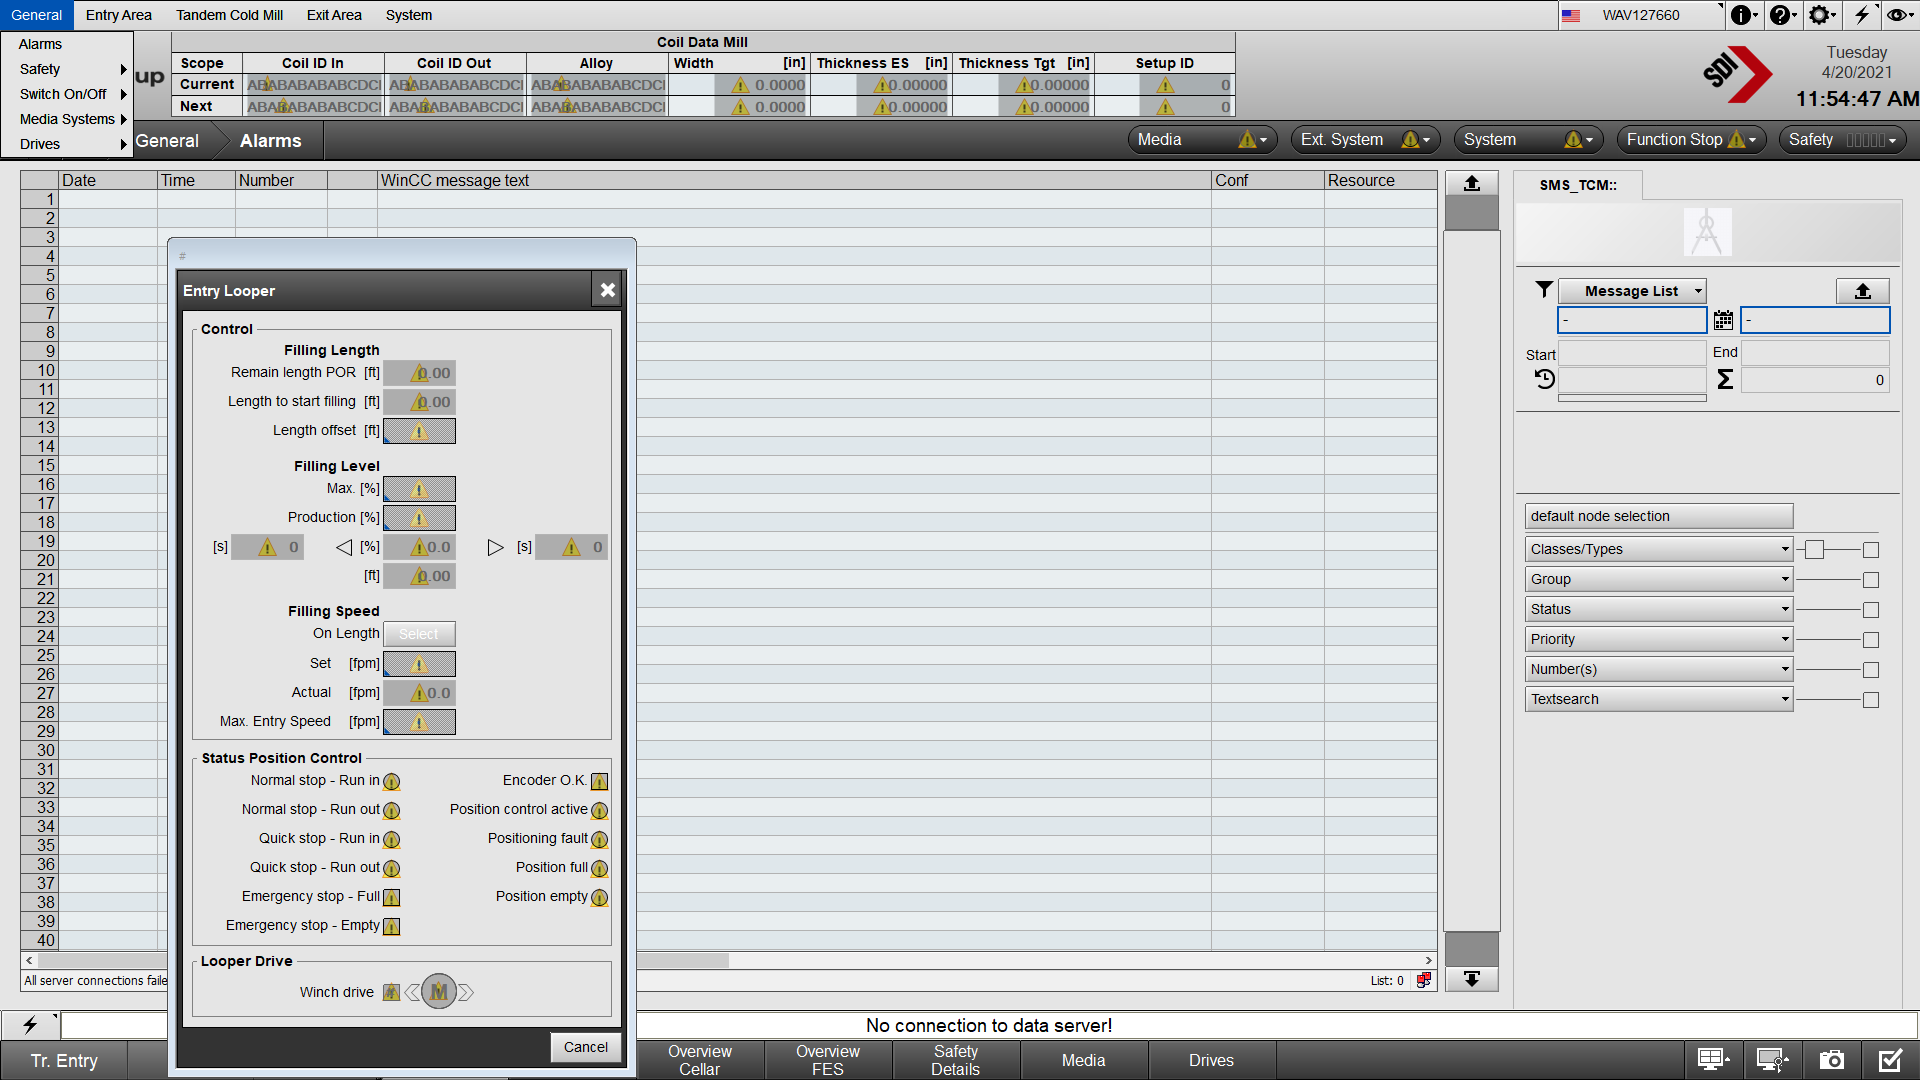 General Entry Area Tandem Cold Mill Exit Area System WAV127660
Alarms
Safety
Switch On/Off
Media Systems
Drives
up
Coil Data Mill
Scope Coil ID In Coil ID Out Alloy Width [in] Thickness ES [in] Thickness Tgt [in] Setup ID
Current 0.0000 0.00000 0.00000 0
Next 0.0000 0.00000 0.00000 0
SDI
Tuesday
4/20/2021
11:54:47 AM
General Alarms Media Ext. System System Function Stop Safety
Date Time Number WinCC message text Conf Resource
1
2
3
4
5
6
7
8
9
10
11
12
13
14
15
16
17
18
19
20
21
22
23
24
25
26
27
28
29
30
31
32
33
34
35
36
37
38
39
40
All server connections faile
List: 0
#
Entry Looper
Control
Filling Length
Remain length POR [ft] 0.00
Length to start filling [ft] 0.00
Length offset [ft]
Filling Level
Max. [%]
Production [%]
[s] 0 [%] 0.0 [s] 0
[ft] 0.00
Filling Speed
On Length Select
Set [fpm]
Actual [fpm] 0.0
Max. Entry Speed [fpm]
Status Position Control
Normal stop - Run in Encoder O.K.
Normal stop - Run out Position control active
Quick stop - Run in Positioning fault
Quick stop - Run out Position full
Emergency stop - Full Position empty
Emergency stop - Empty
Looper Drive
Winch drive M
Cancel
SMS_TCM::
Message List
- -
Start End
Σ 0
default node selection
Classes/Types
Group
Status
Priority
Number(s)
Textsearch
No connection to data server!
Tr. Entry
Overview Cellar
Overview FES
Safety Details
Media
Drives